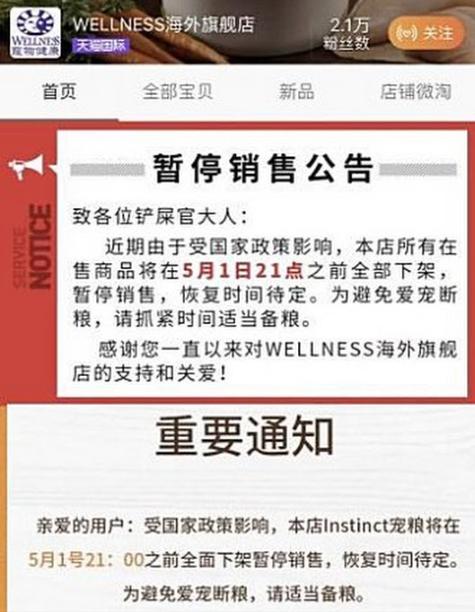 WELLNESS海外旗舰店
天猫国际
2.1万
粉丝数
关注
WELLNESS
宠物健康
首页
全部宝贝
新品
店铺微淘
SERVICE
NOTICE
暂停销售公告
致各位铲屎官大人：
近期由于受国家政策影响，本店所有在
售商品将在5月1日21点之前全部下架，
暂停销售，恢复时间待定。为避免爱宠断
粮，请抓紧时间适当备粮。
感谢您一直以来对WELLNESS海外旗舰
店的支持和关爱！
重要通知
亲爱的用户：受国家政策影响，本店Instinct宠粮将在
5月1号21：00之前全面下架暂停销售，恢复时间待定。
为避免爱宠断粮，请适当备粮。